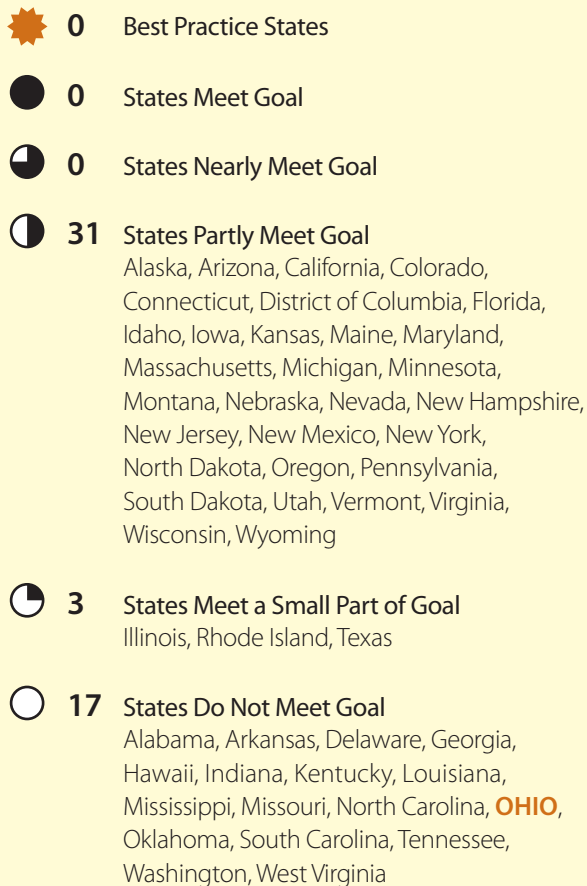 0 Best Practice States
0 States Meet Goal
0 States Nearly Meet Goal
31 States Partly Meet Goal
Alaska, Arizona, California, Colorado,
Connecticut, District of Columbia, Florida,
Idaho, Iowa, Kansas, Maine, Maryland,
Massachusetts, Michigan, Minnesota,
Montana, Nebraska, Nevada, New Hampshire,
New Jersey, New Mexico, New York,
North Dakota, Oregon, Pennsylvania,
South Dakota, Utah, Vermont, Virginia,
Wisconsin, Wyoming
3 States Meet a Small Part of Goal
Illinois, Rhode Island, Texas
17 States Do Not Meet Goal
Alabama, Arkansas, Delaware, Georgia,
Hawaii, Indiana, Kentucky, Louisiana,
Mississippi, Missouri, North Carolina, OHIO,
Oklahoma, South Carolina, Tennessee,
Washington, West Virginia